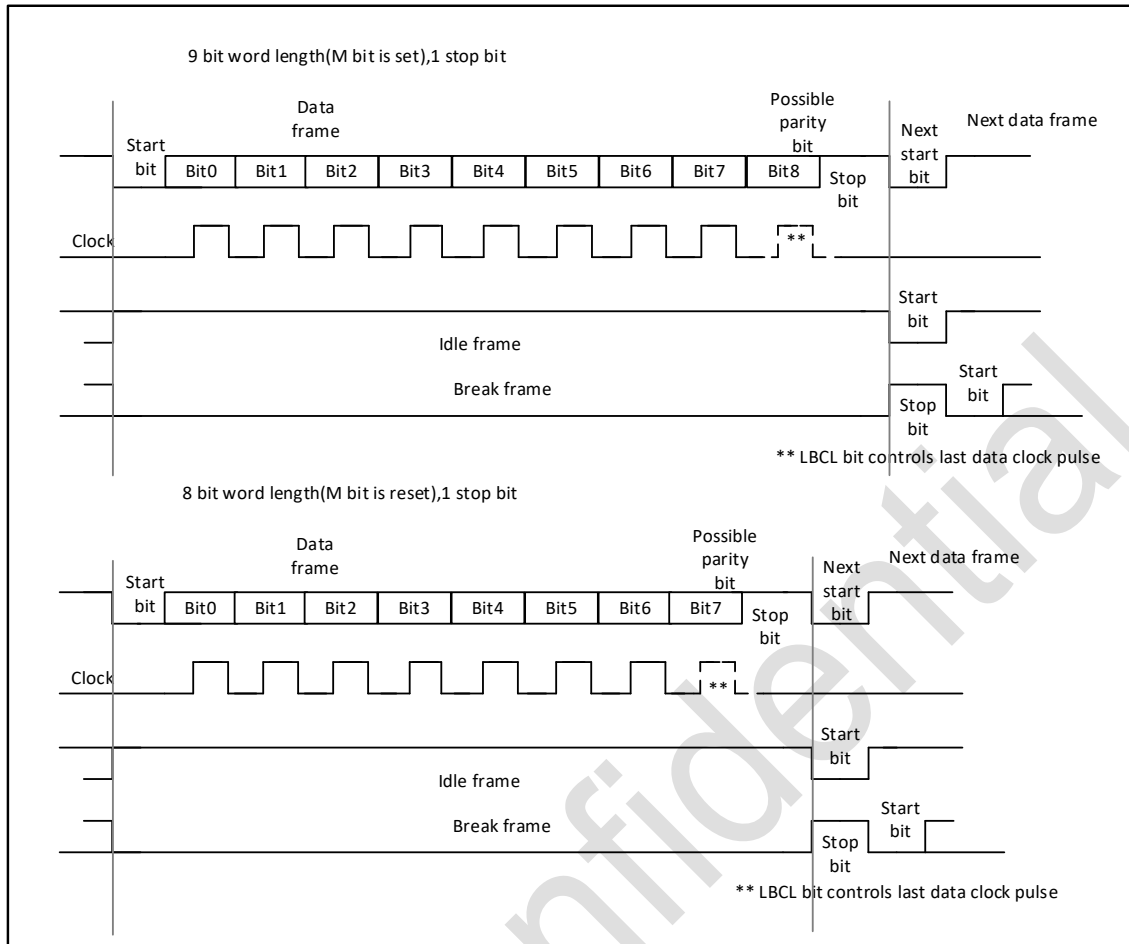 9 bit word length(M bit is set),1 stop bit
Data
frame
Possible
parity
bit
Start
bit
Next
start
bit
Next data frame
Bit0 Bit1 Bit2 Bit3 Bit4 Bit5 Bit6 Bit7 Bit8
Stop
bit
Clock
**
Start
bit
Idle frame
Break frame
Start
bit
Stop
bit
** LBCL bit controls last data clock pulse
8 bit word length(M bit is reset),1 stop bit
Data
frame
Possible
parity
bit
Start
bit
Next
start
bit
Next data frame
Bit0 Bit1 Bit2 Bit3 Bit4 Bit5 Bit6 Bit7
Stop
bit
Clock
**
Start
bit
Idle frame
Break frame
Start
bit
Stop
bit
** LBCL bit controls last data clock pulse
nfidential